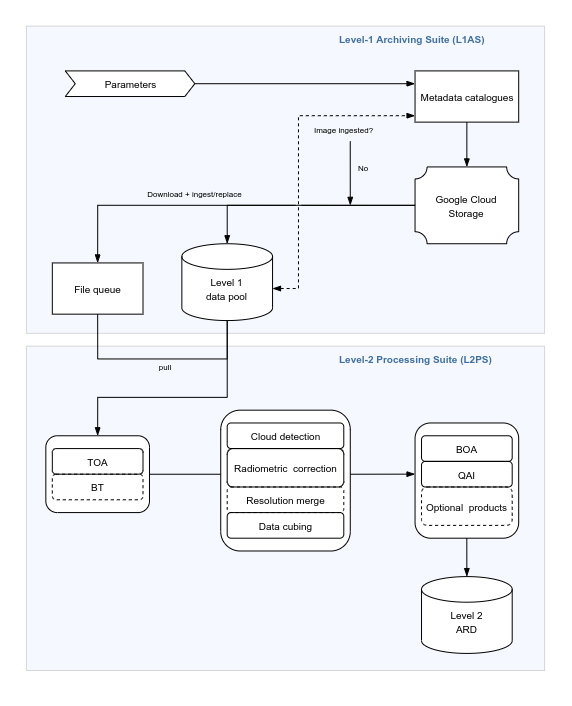 Level-1 Archiving Suite (L1AS)
Parameters
Metadata catalogues
Image ingested?
No
Download + ingest/replace
Google Cloud
Storage
File queue
Level 1
data pool
Level-2 Processing Suite (L2PS)
pull
Cloud detection
TOA
BT
Radiometric correction
Resolution merge
Data cubing
BOA
QAI
Optional products
Level 2
ARD